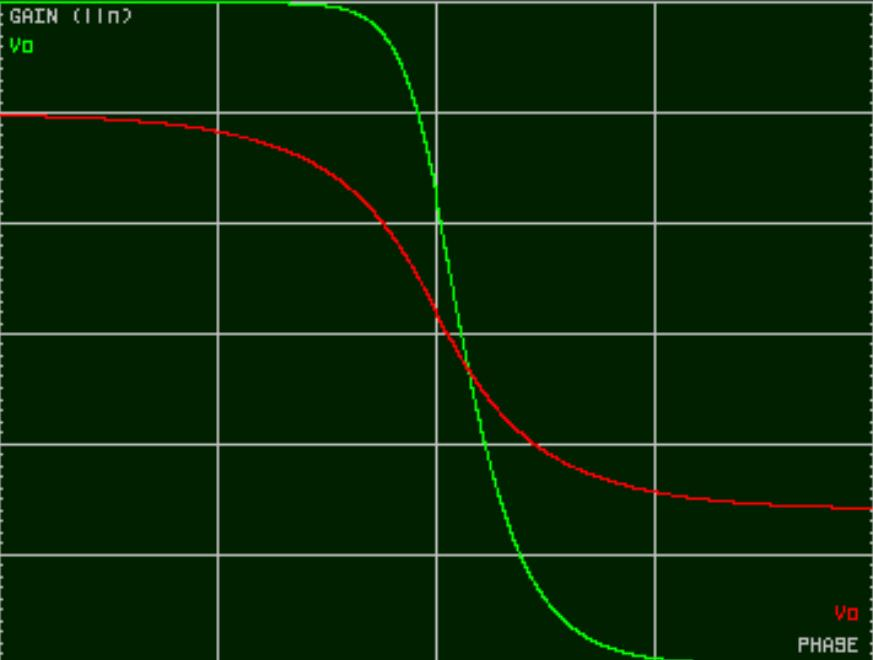 GAIN (lin)
Vo
Vo
PHASE